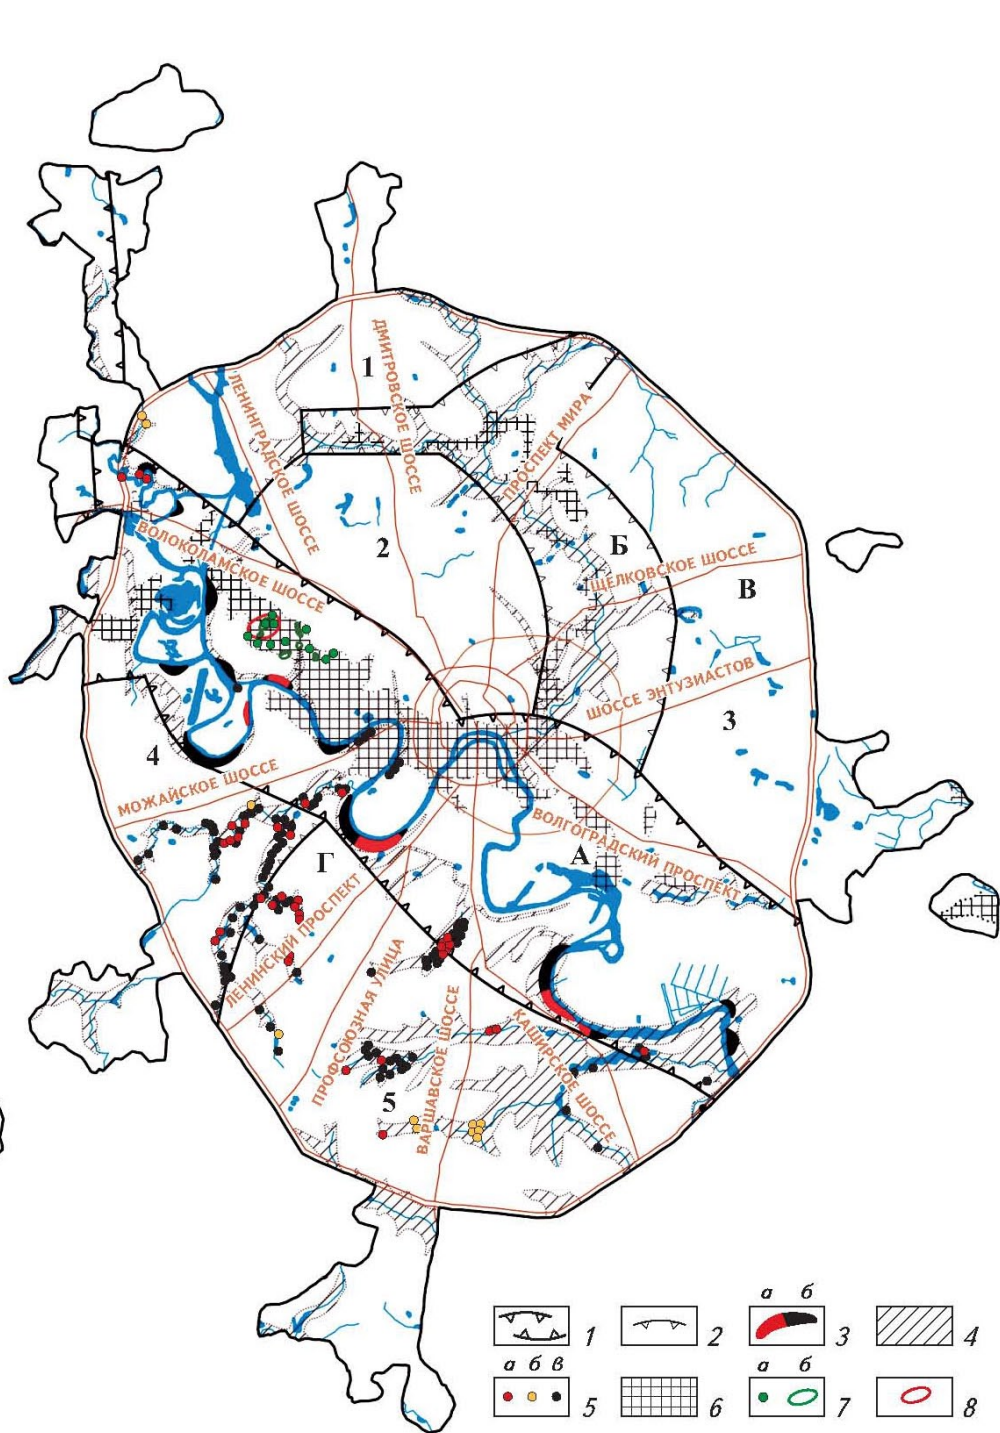 1
ДМИТРОВСКОЕ ШОССЕ
ЛЕНИНГРАДСКОЕ ШОССЕ
ПРОСПЕКТ МИРА
ВОЛОКОЛАМСКОЕ ШОССЕ
2
Б
ЩЕЛКОВСКОЕ ШОССЕ
В
ШОССЕ ЭНТУЗИАСТОВ
3
4
МОЖАЙСКОЕ ШОССЕ
ВОЛГОГРАДСКИЙ ПРОСПЕКТ
А
Г
ЛЕНИНСКИЙ ПРОСПЕКТ
ПРОФСОЮЗНАЯ УЛИЦА
ВАРШАВСКОЕ ШОССЕ
КАШИРСКОЕ ШОССЕ
5
а б
1 2 3 4
а б в а б
5 6 7 8